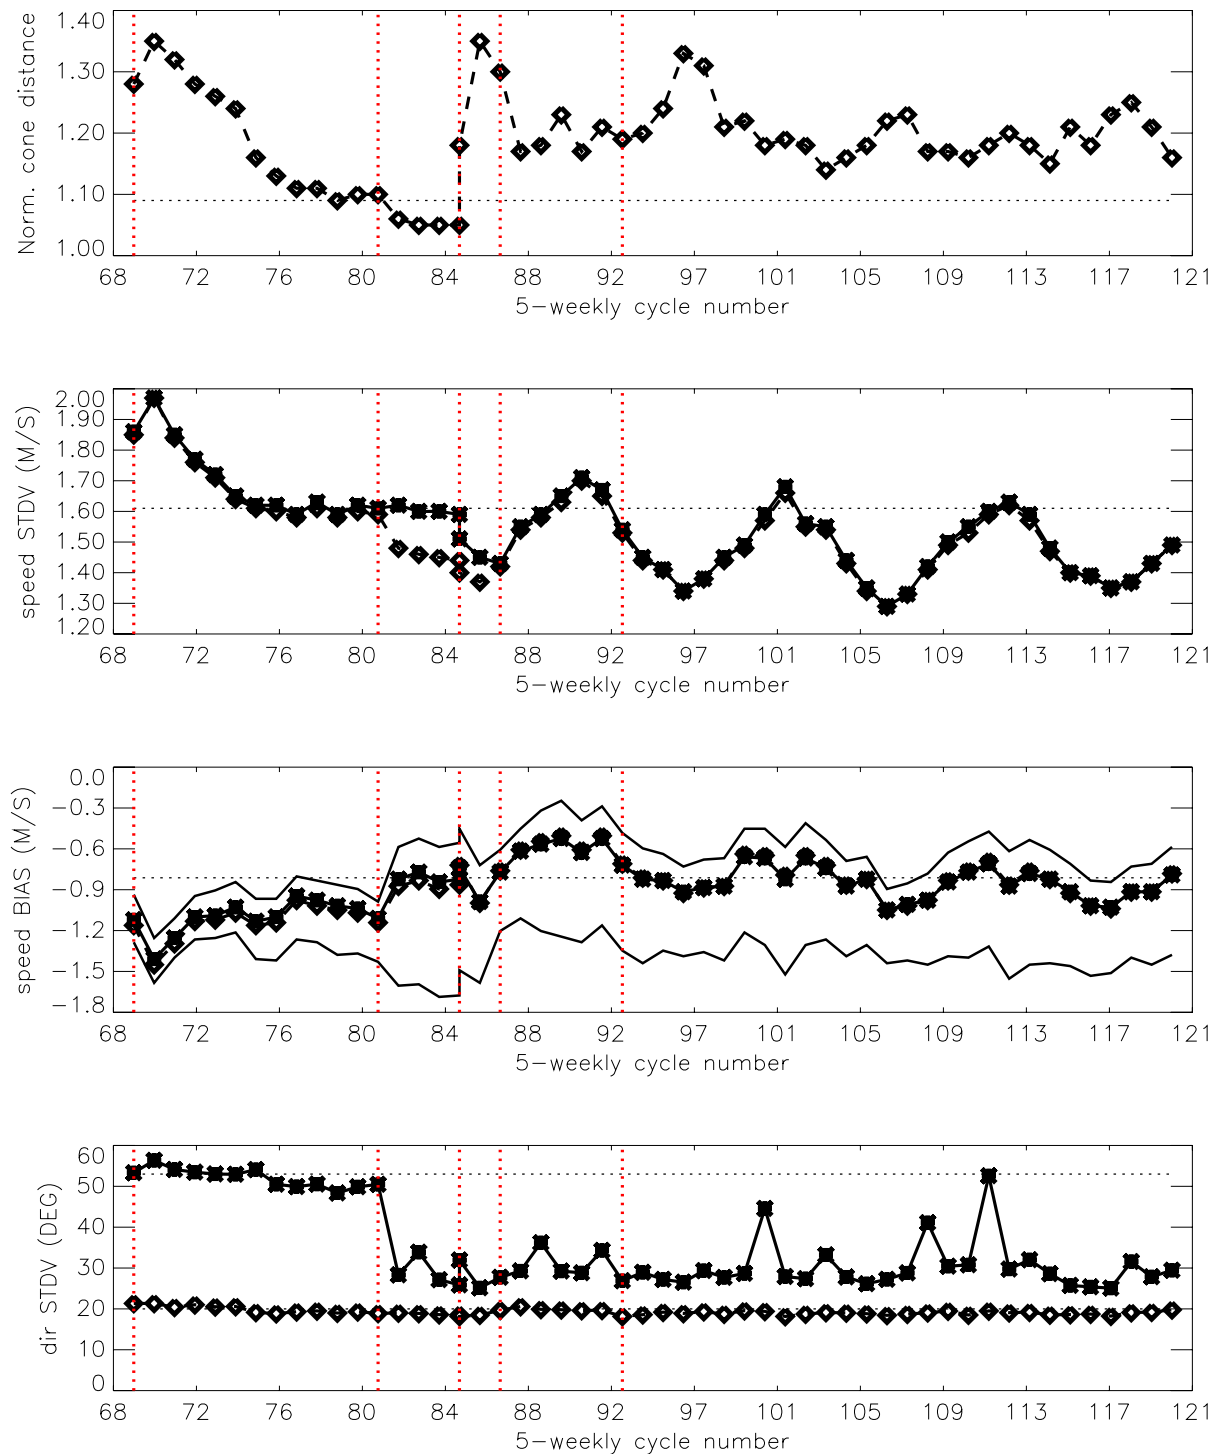 Norm. cone distance
1.40
1.30
1.20
1.10
1.00
68 72 76 80 84 88 92 97 101 105 109 113 117 121
5-weekly cycle number
speed STDV (M/S)
2.00
1.90
1.80
1.70
1.60
1.50
1.40
1.30
1.20
68 72 76 80 84 88 92 97 101 105 109 113 117 121
5-weekly cycle number
speed BIAS (M/S)
0.0
-0.3
-0.6
-0.9
-1.2
-1.5
-1.8
68 72 76 80 84 88 92 97 101 105 109 113 117 121
5-weekly cycle number
dir STDV (DEG)
60
50
40
30
20
10
0
68 72 76 80 84 88 92 97 101 105 109 113 117 121
5-weekly cycle number